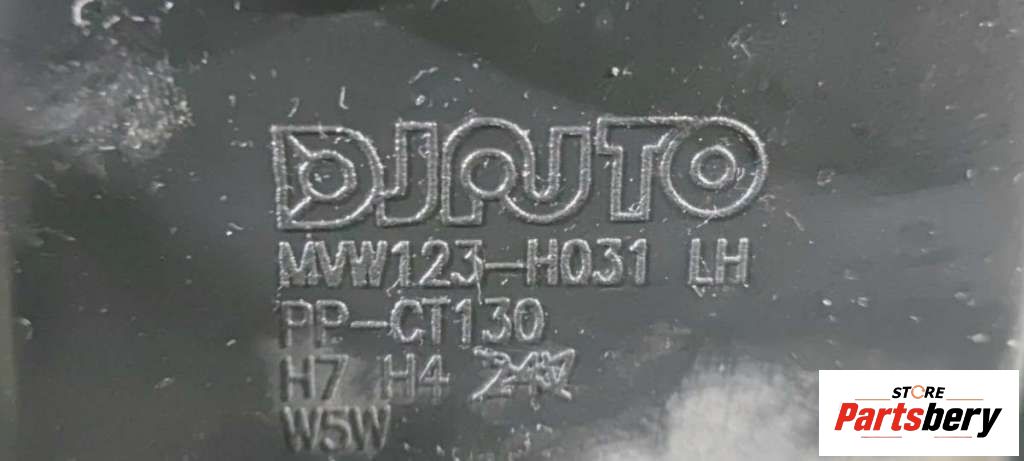 DJAUTO
MVW123-H031 LH
PP-CT130
H7 H4
W5W
STORE
Partsbery